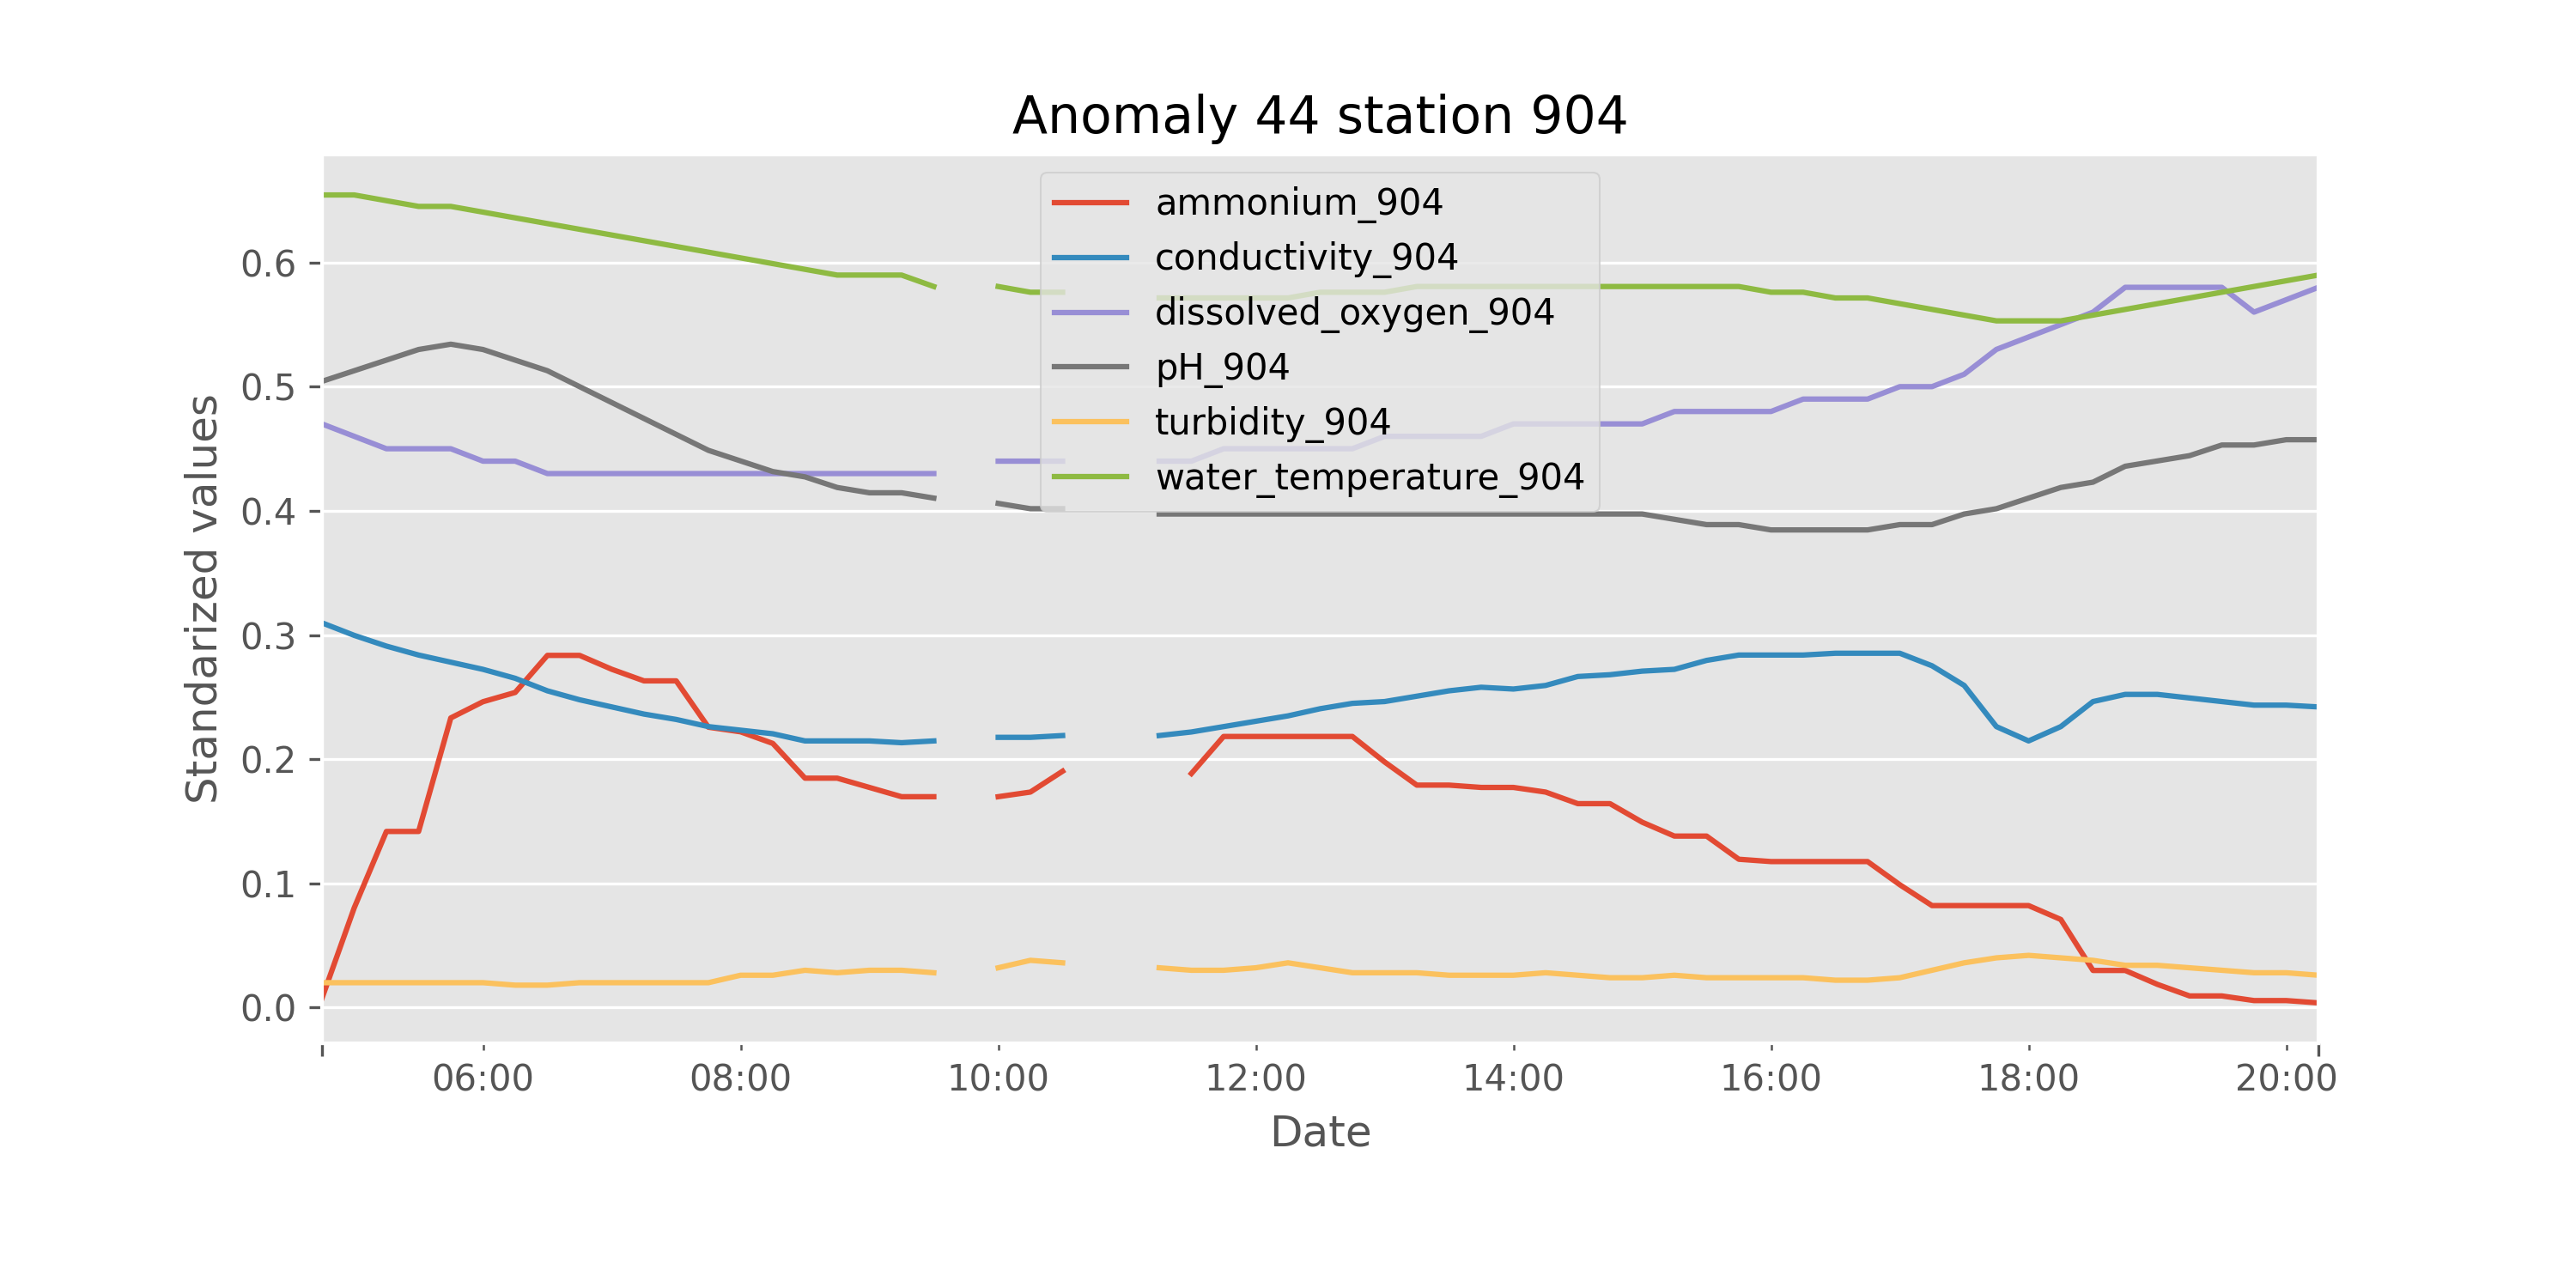 Anomaly 44 station 904
ammonium_904
conductivity_904
dissolved_oxygen_904
pH_904
turbidity_904
water_temperature_904
Standarized values
0.6
0.5
0.4
0.3
0.2
0.1
0.0
06:00 08:00 10:00 12:00 14:00 16:00 18:00 20:00
Date